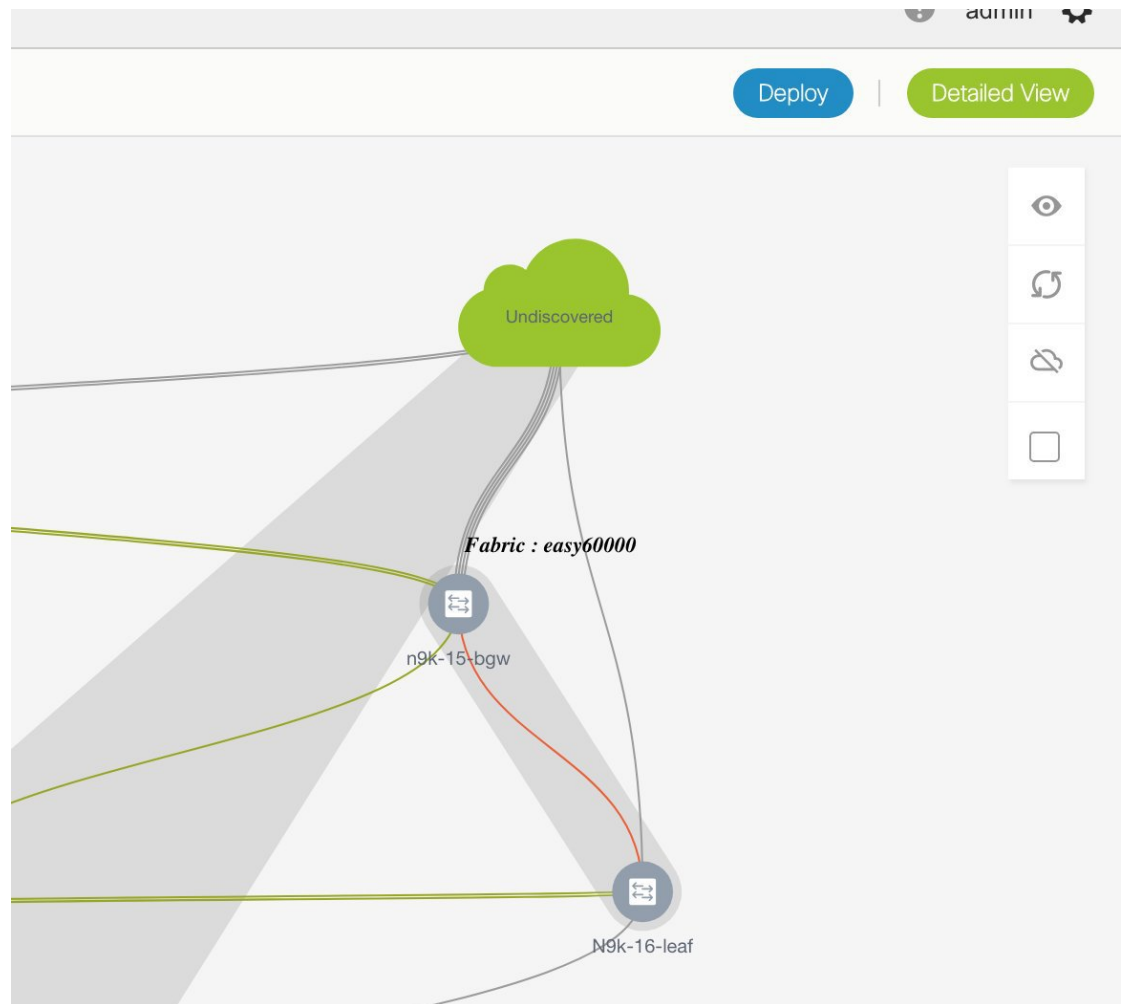 admin
Deploy
Detailed View
Undiscovered
Fabric : easy60000
n9k-15-bgw
N9k-16-leaf